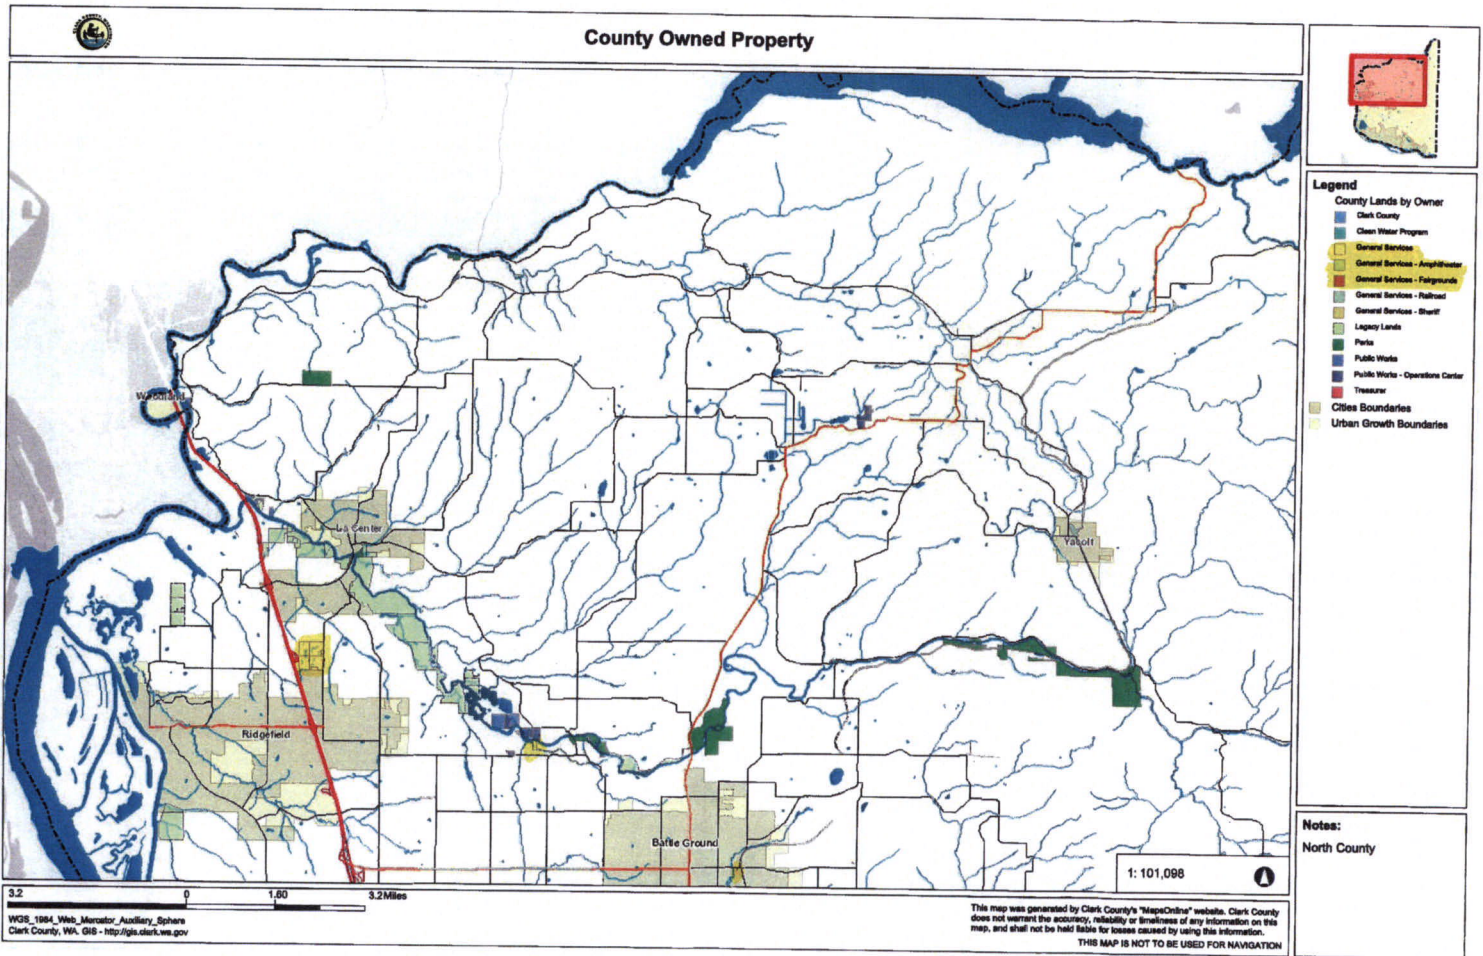 County Owned Property
Legend
County Lands by Owner
Clark County
Clean Water Program
General Services
General Services - Amphitheater
General Services - Fairgrounds
General Services - Railroad
General Services - Sheriff
Legacy Lands
Parks
Public Works
Public Works - Operations Center
Treasurer
Cities Boundaries
Urban Growth Boundaries
Woodland
La Center
Yacolt
Ridgefield
Battle Ground
1: 101,098
Notes:
North County
3.2
0
1.60
3.2Miles
WGS_1984_Web_Mercator_Auxiliary_Sphere
Clark County, WA. GIS - http://gis.clark.wa.gov
This map was generated by Clark County's "MapsOnline" website. Clark County
does not warrant the accuracy, reliability or timeliness of any information on this
map, and shall not be held liable for losses caused by using this information.
THIS MAP IS NOT TO BE USED FOR NAVIGATION